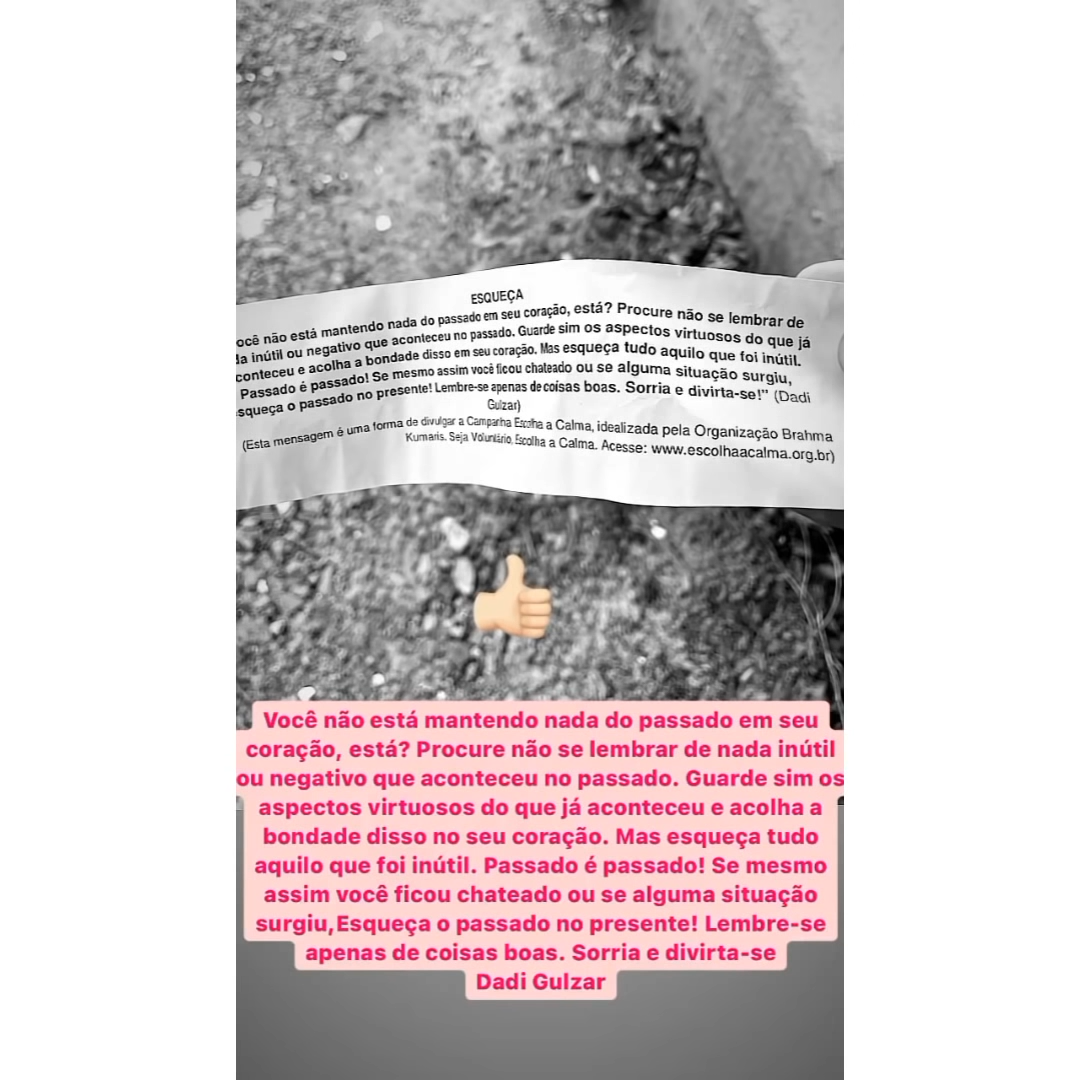 ESQUEÇA
ocê não está mantendo nada do passado em seu coração, está? Procure não se lembrar de
da inútil ou negativo que aconteceu no passado. Guarde sim os aspectos virtuosos do que já
conteceu e acolha a bondade disso em seu coração. Mas esqueça tudo aquilo que foi inútil.
Passado é passado! Se mesmo assim você ficou chateado ou se alguma situação surgiu,
squeça o passado no presente! Lembre-se apenas de coisas boas. Sorria e divirta-se!" (Dadi
Gulzar)
(Esta mensagem é uma forma de divulgar a Campanha Escolha a Calma, idealizada pela Organização Brahma
Kumaris. Seja Voluntário. Escolha a Calma. Acesse: www.escolhaacalma.org.br)
Você não está mantendo nada do passado em seu
coração, está? Procure não se lembrar de nada inútil
ou negativo que aconteceu no passado. Guarde sim os
aspectos virtuosos do que já aconteceu e acolha a
bondade disso no seu coração. Mas esqueça tudo
aquilo que foi inútil. Passado é passado! Se mesmo
assim você ficou chateado ou se alguma situação
surgiu,Esqueça o passado no presente! Lembre-se
apenas de coisas boas. Sorria e divirta-se
Dadi Gulzar